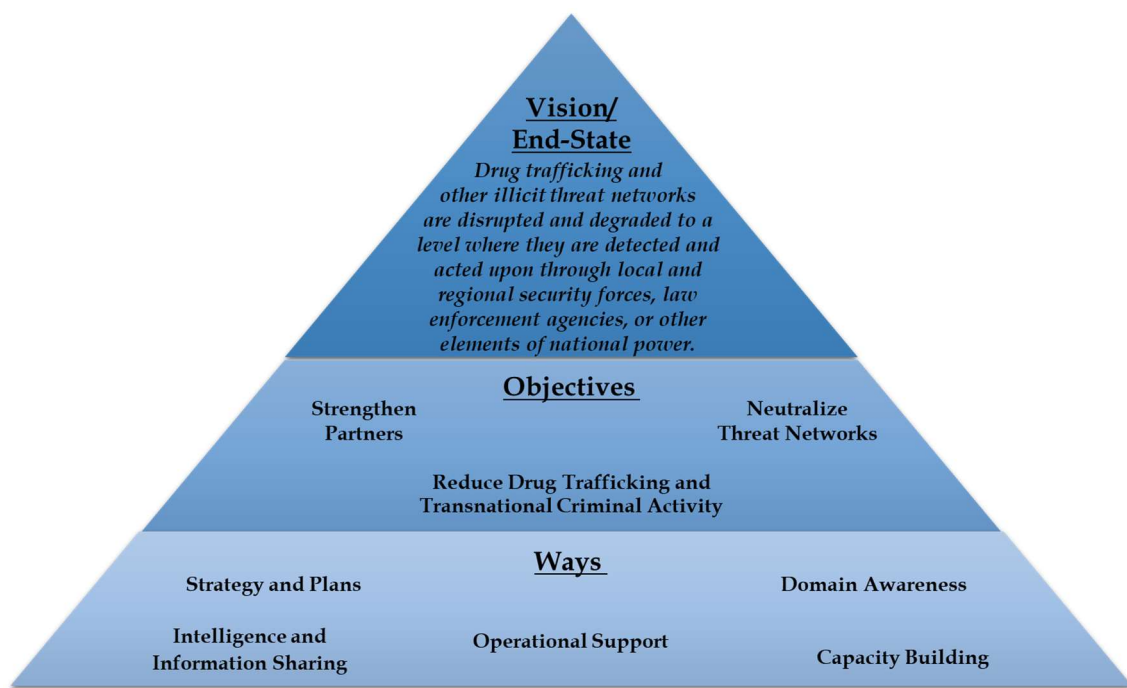 Vision/
End-State
Drug trafficking and
other illicit threat networks
are disrupted and degraded to a
level where they are detected and
acted upon through local and
regional security forces, law
enforcement agencies, or other
elements of national power.
Objectives
Strengthen
Partners
Neutralize
Threat Networks
Reduce Drug Trafficking and
Transnational Criminal Activity
Ways
Strategy and Plans
Domain Awareness
Intelligence and
Information Sharing
Operational Support
Capacity Building